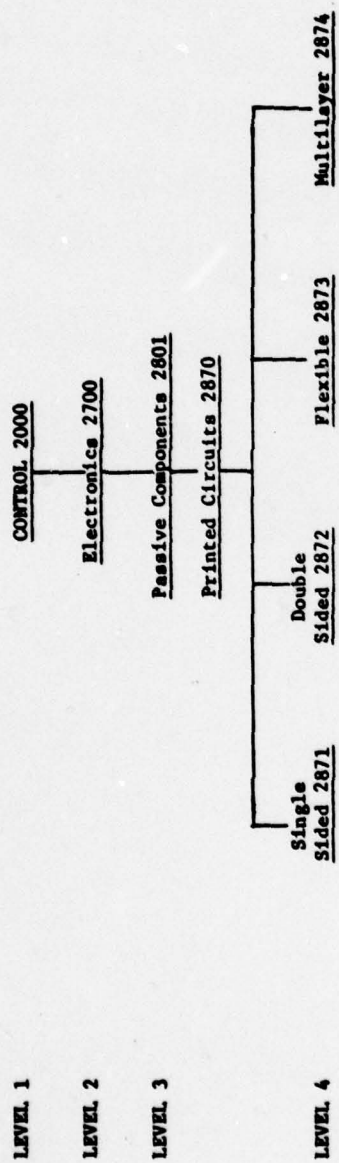 LEVEL 1
CONTROL 2000
LEVEL 2
Electronics 2700
LEVEL 3
Passive Components 2801
Printed Circuits 2870
LEVEL 4
Single
Sided 2871
Double
Sided 2872
Flexible 2873
Multilayer 2874